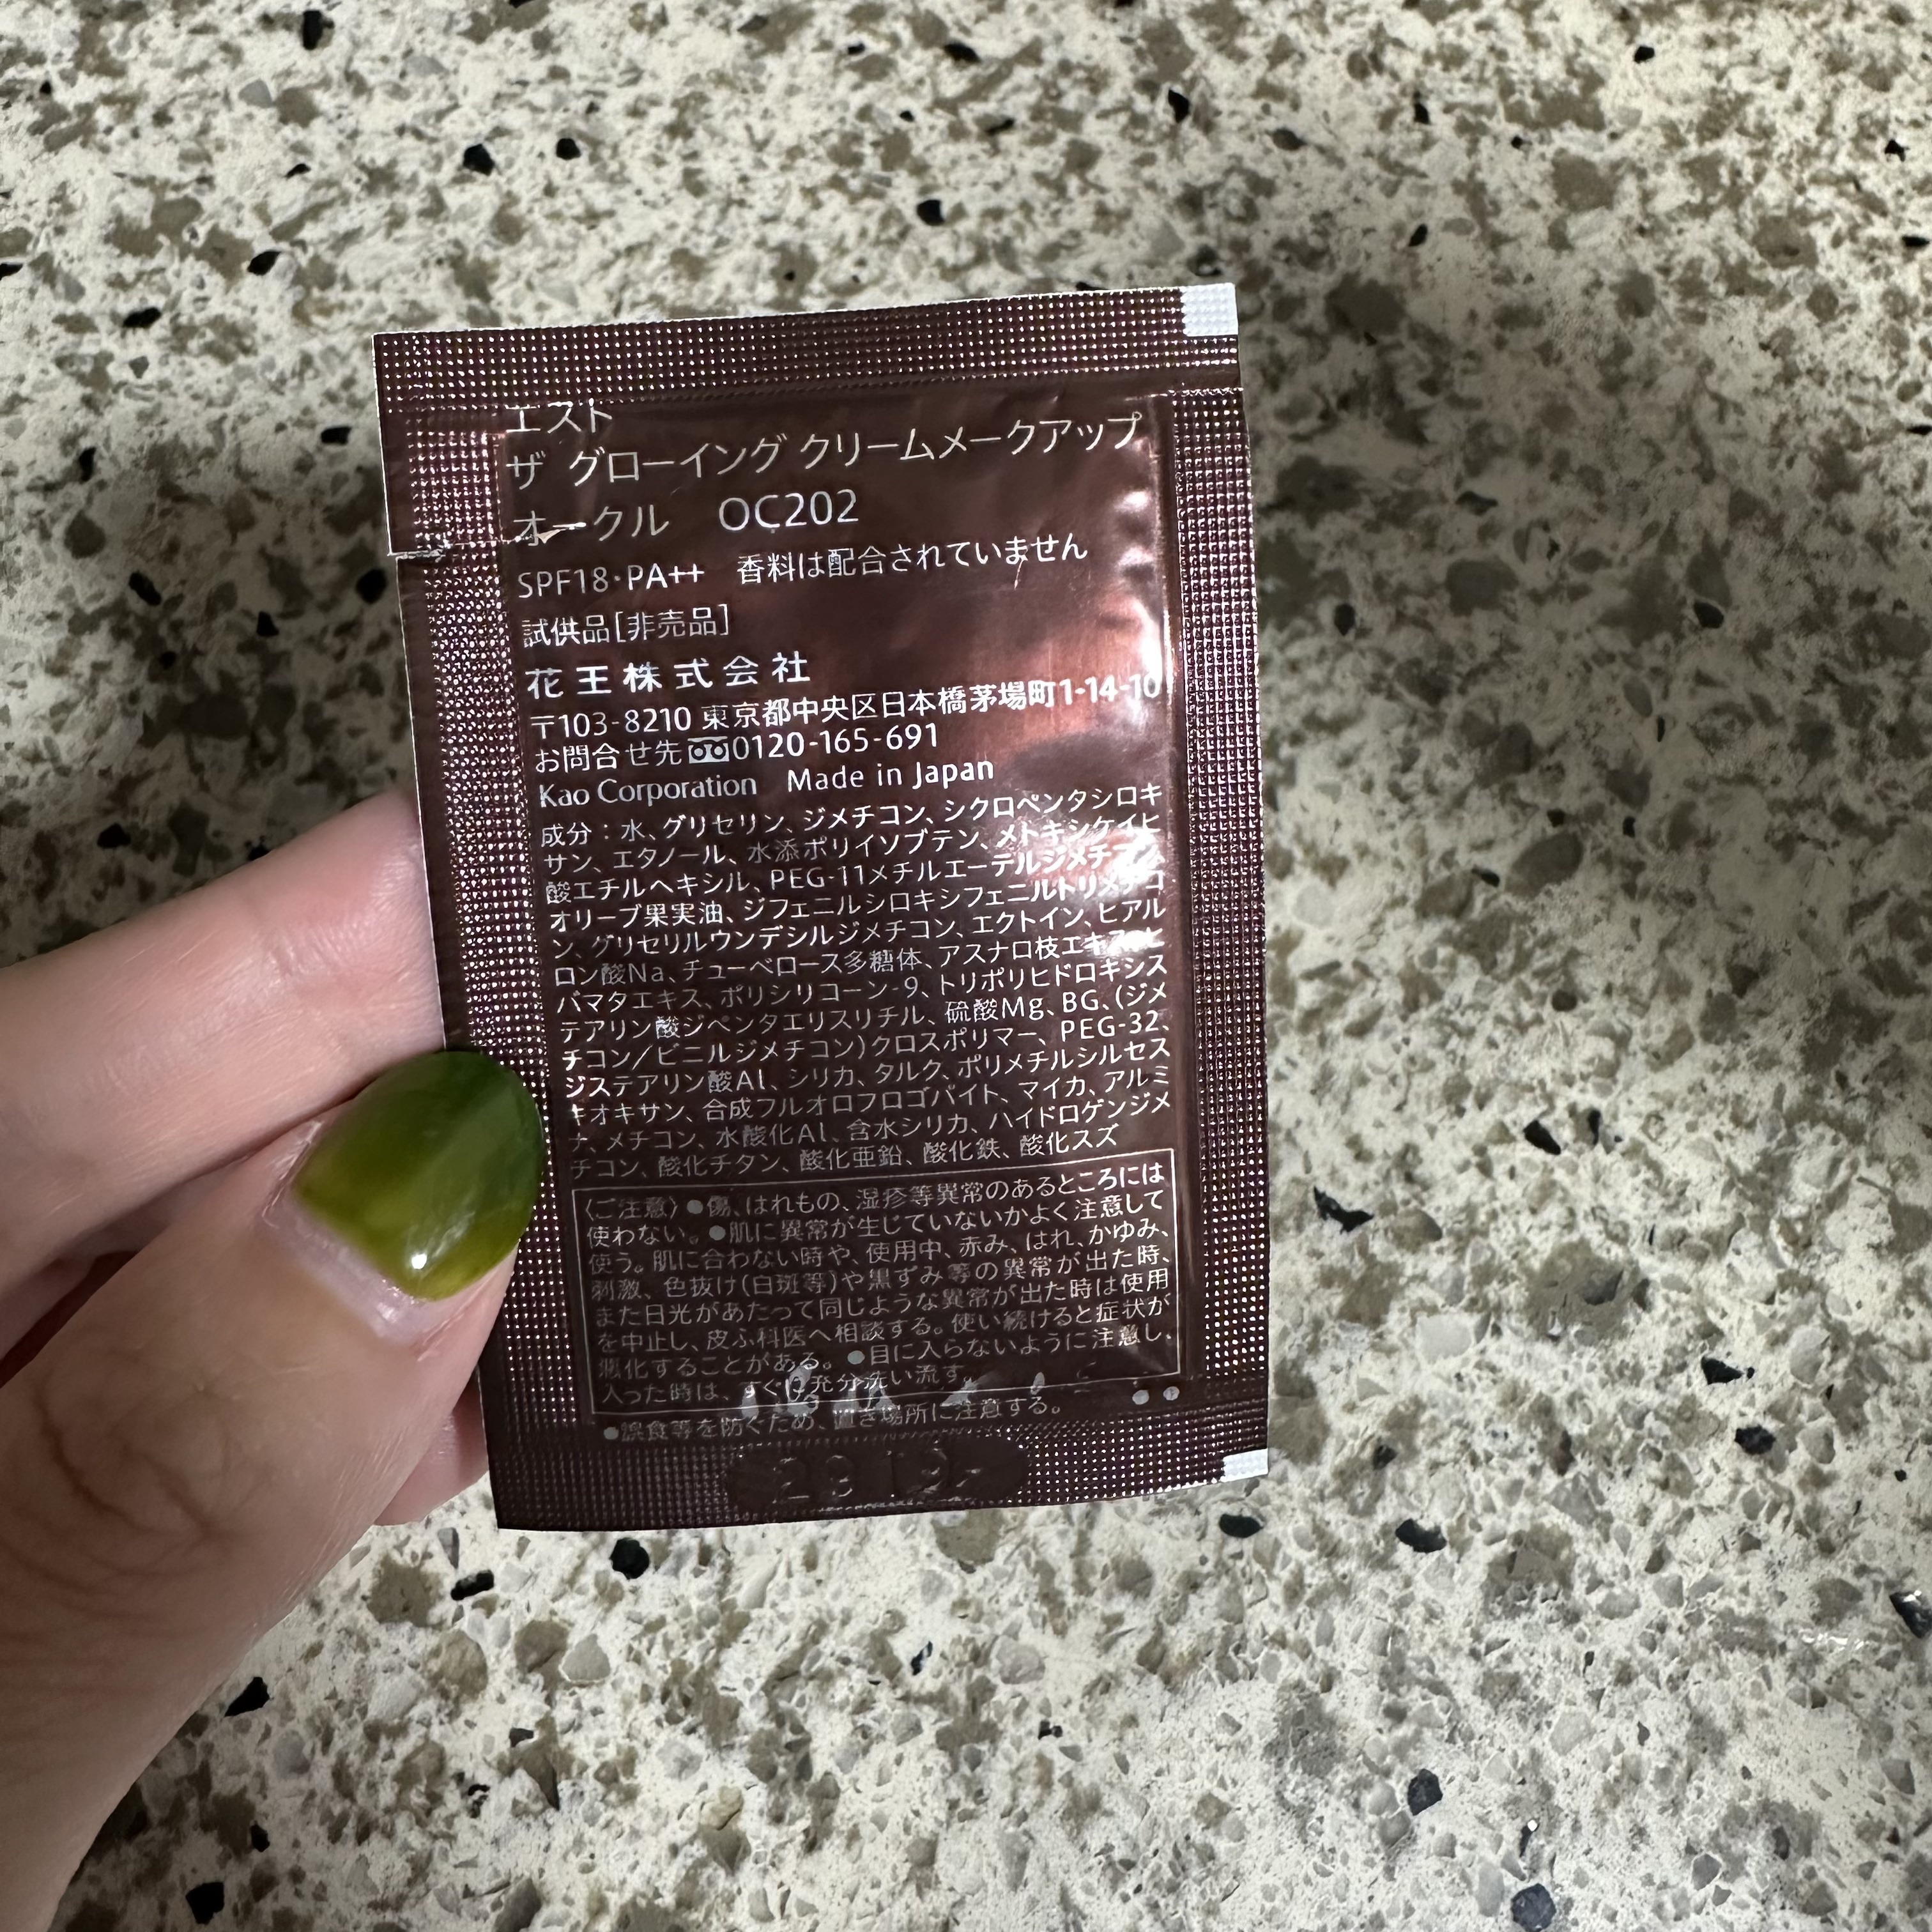 エスト
ザ グローイング クリームメークアップ
オークル OC202
SPF18・PA++ 香料は配合されていません
試供品[非売品]
花王株式会社
〒103-8210 東京都中央区日本橋茅場町1-14-10
お問合せ先 0120-165-691
Kao Corporation Made in Japan
成分：水、グリセリン、ジメチコン、シクロペンタシロキ
サン、エタノール、水添ポリイソブテン、メトキシケイヒ
酸エチルヘキシル、PEG-11メチルエーテルジメチコン、
オリーブ果実油、ジフェニルシロキシフェニルトリメチコ
ン、グリセリルウンデシルジメチコン、エクトイン、ヒアル
ロン酸Na、チューベロース多糖体、アスナロ枝エキス、ヒ
バマタエキス、ポリシリコーン-9、トリポリヒドロキシス
テアリン酸ジペンタエリスリチル、硫酸Mg、BG、(ジメ
チコン/ビニルジメチコン)クロスポリマー、PEG-32、
ジステアリン酸Al、シリカ、タルク、ポリメチルシルセス
キオキサン、合成フルオロフロゴパイト、マイカ、アルミ
ナ、メチコン、水酸化Al、含水シリカ、ハイドロゲンジメ
チコン、酸化チタン、酸化亜鉛、酸化鉄、酸化スズ
〈ご注意〉●傷、はれもの、湿疹等異常のあるところには
使わない。●肌に異常が生じていないかよく注意して
使う。肌に合わない時や、使用中、赤み、はれ、かゆみ、
刺激、色抜け(白斑等)や黒ずみ等の異常が出た時、
また日光があたって同じような異常が出た時は使用
を中止し、皮ふ科医へ相談する。使い続けると症状が
悪化することがある。●目に入らないように注意し、
入った時は、すぐに充分洗い流す。
●誤食等を防ぐため、置き場所に注意する。